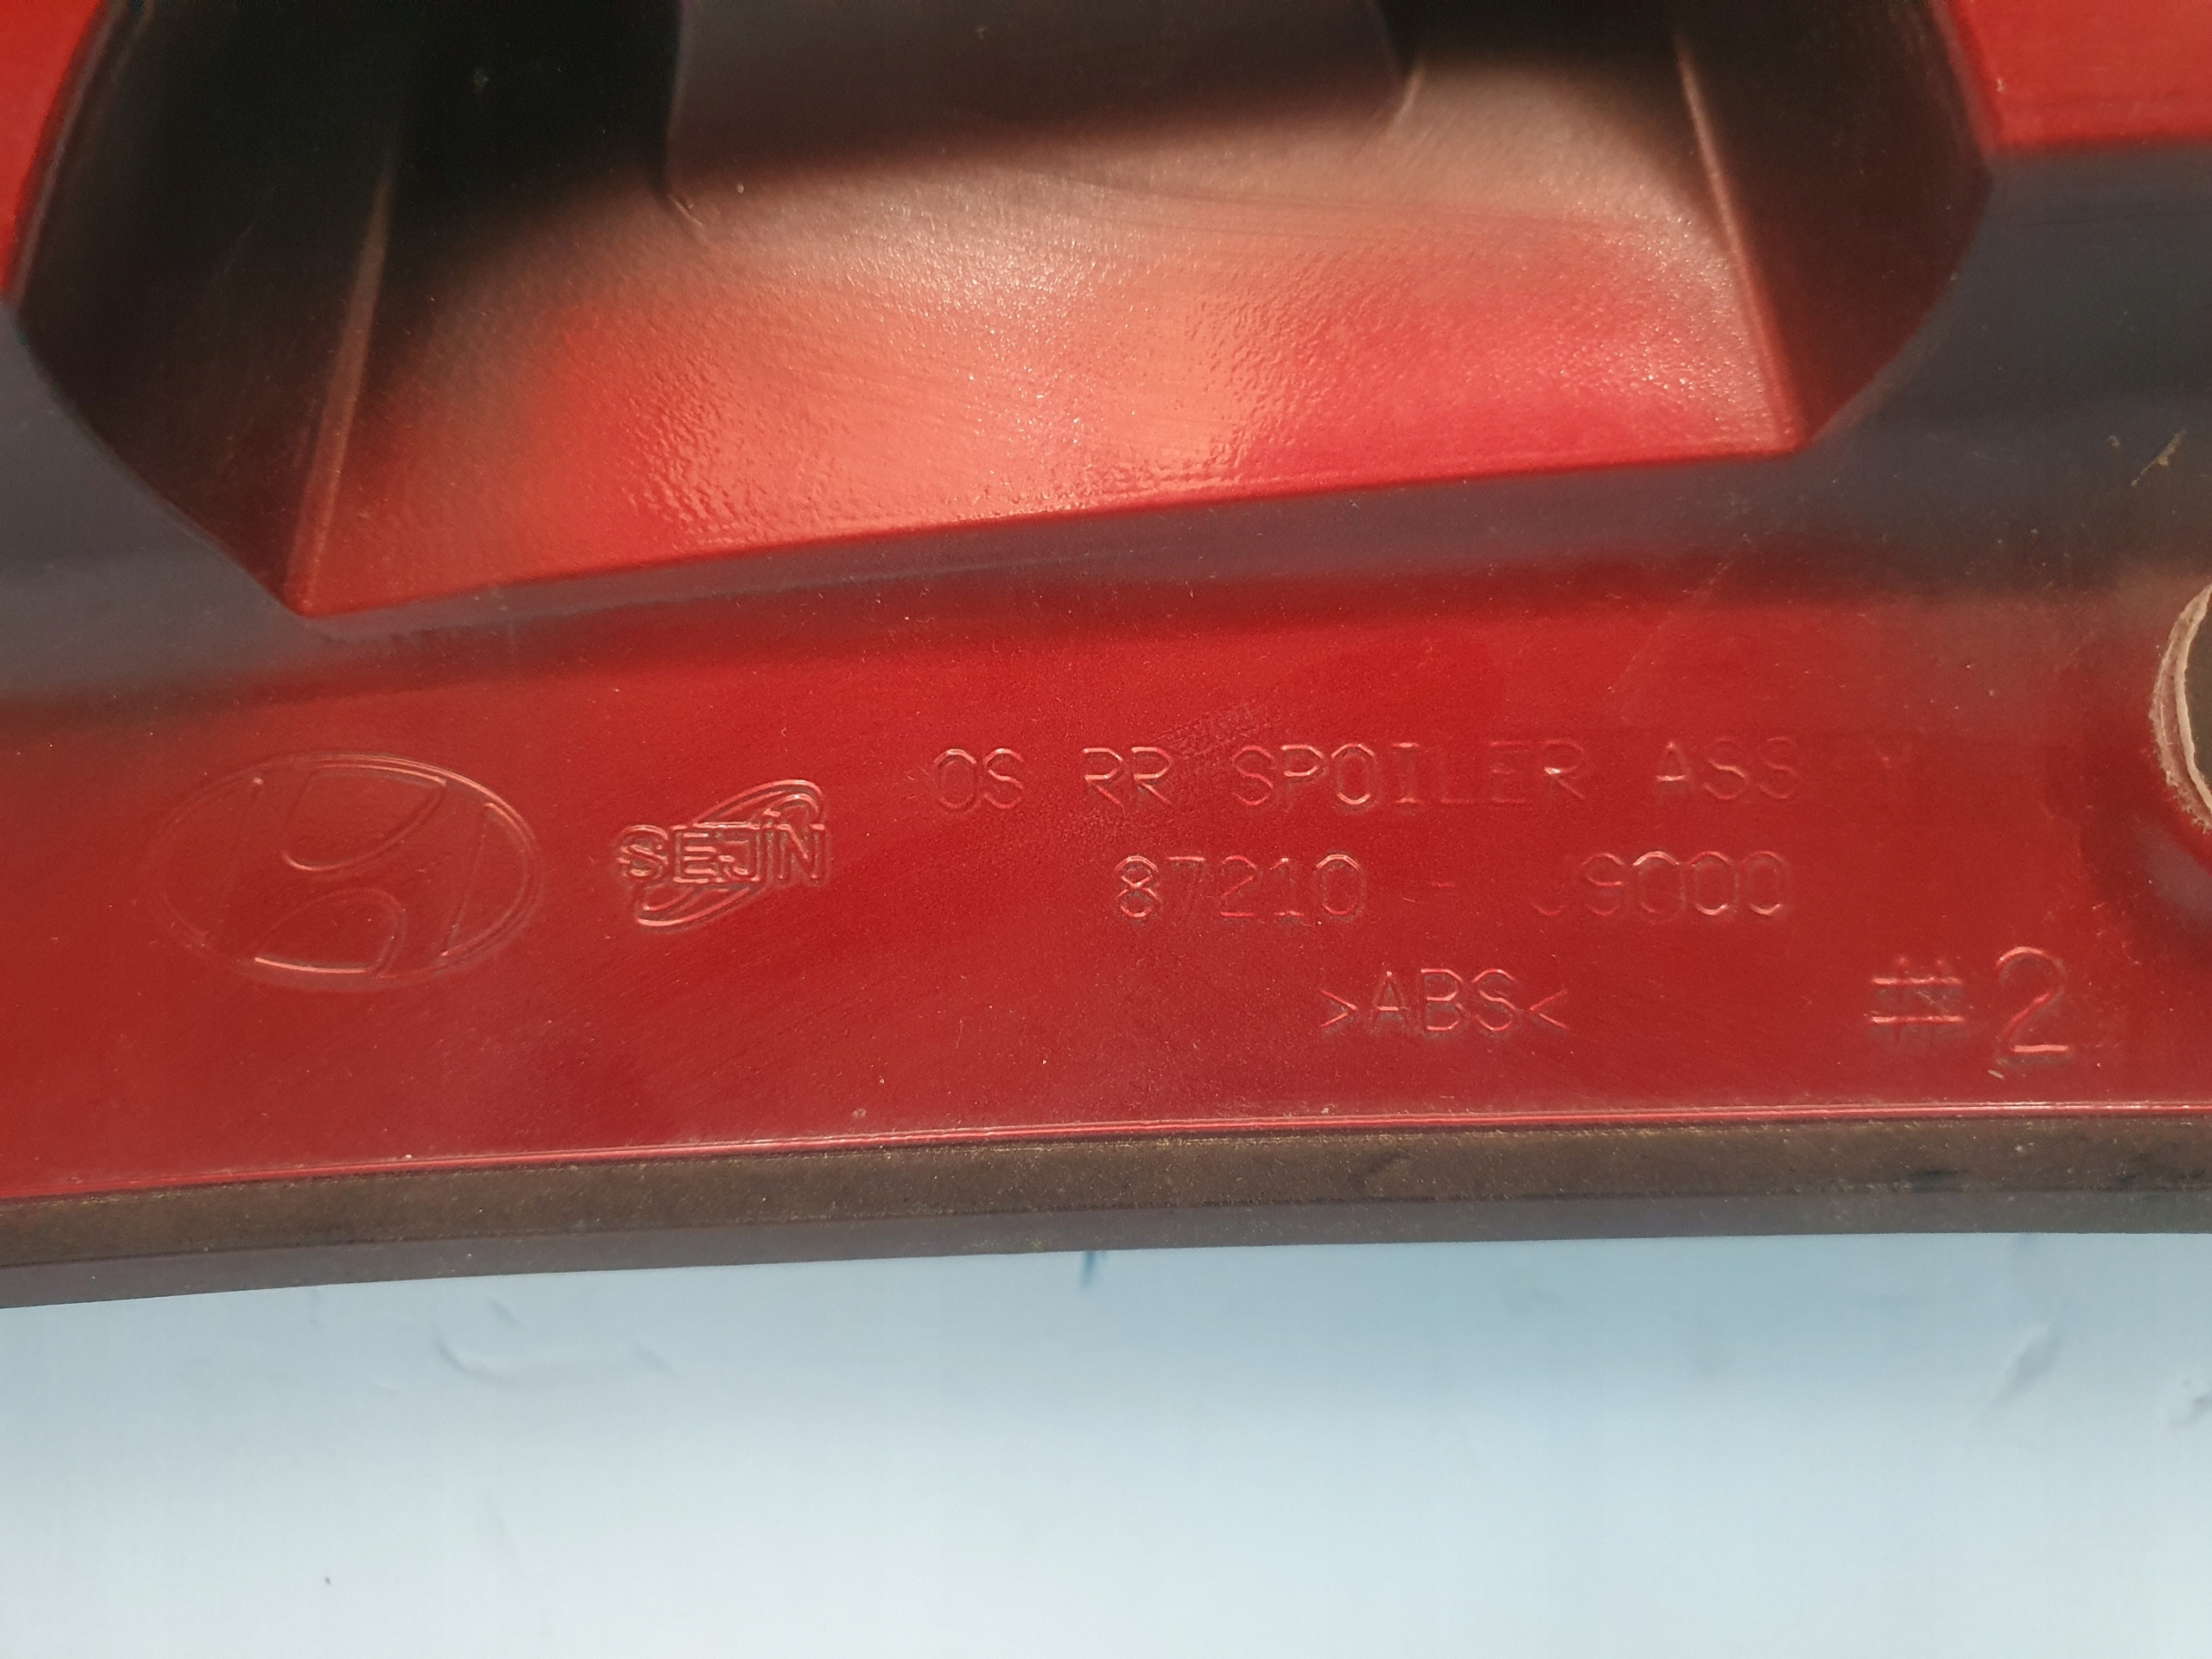 SEJIN
OS RR SPOILER ASS'Y
87210 - J9000
>ABS<
#2